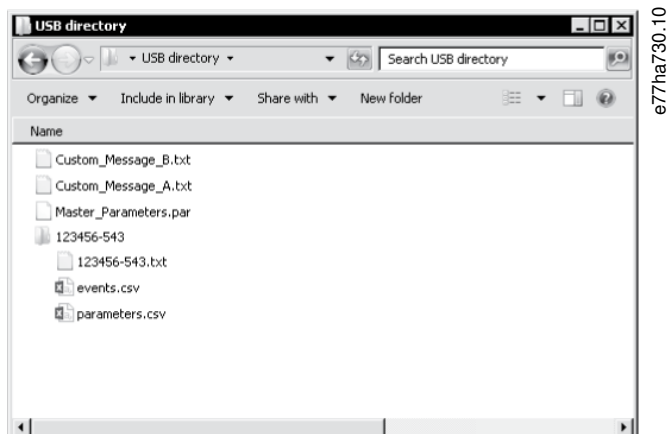 USB directory
USB directory
Search USB directory
Organize
Include in library
Share with
New folder
Name
Custom_Message_B.txt
Custom_Message_A.txt
Master_Parameters.par
123456-543
123456-543.txt
events.csv
parameters.csv
e77ha730.10